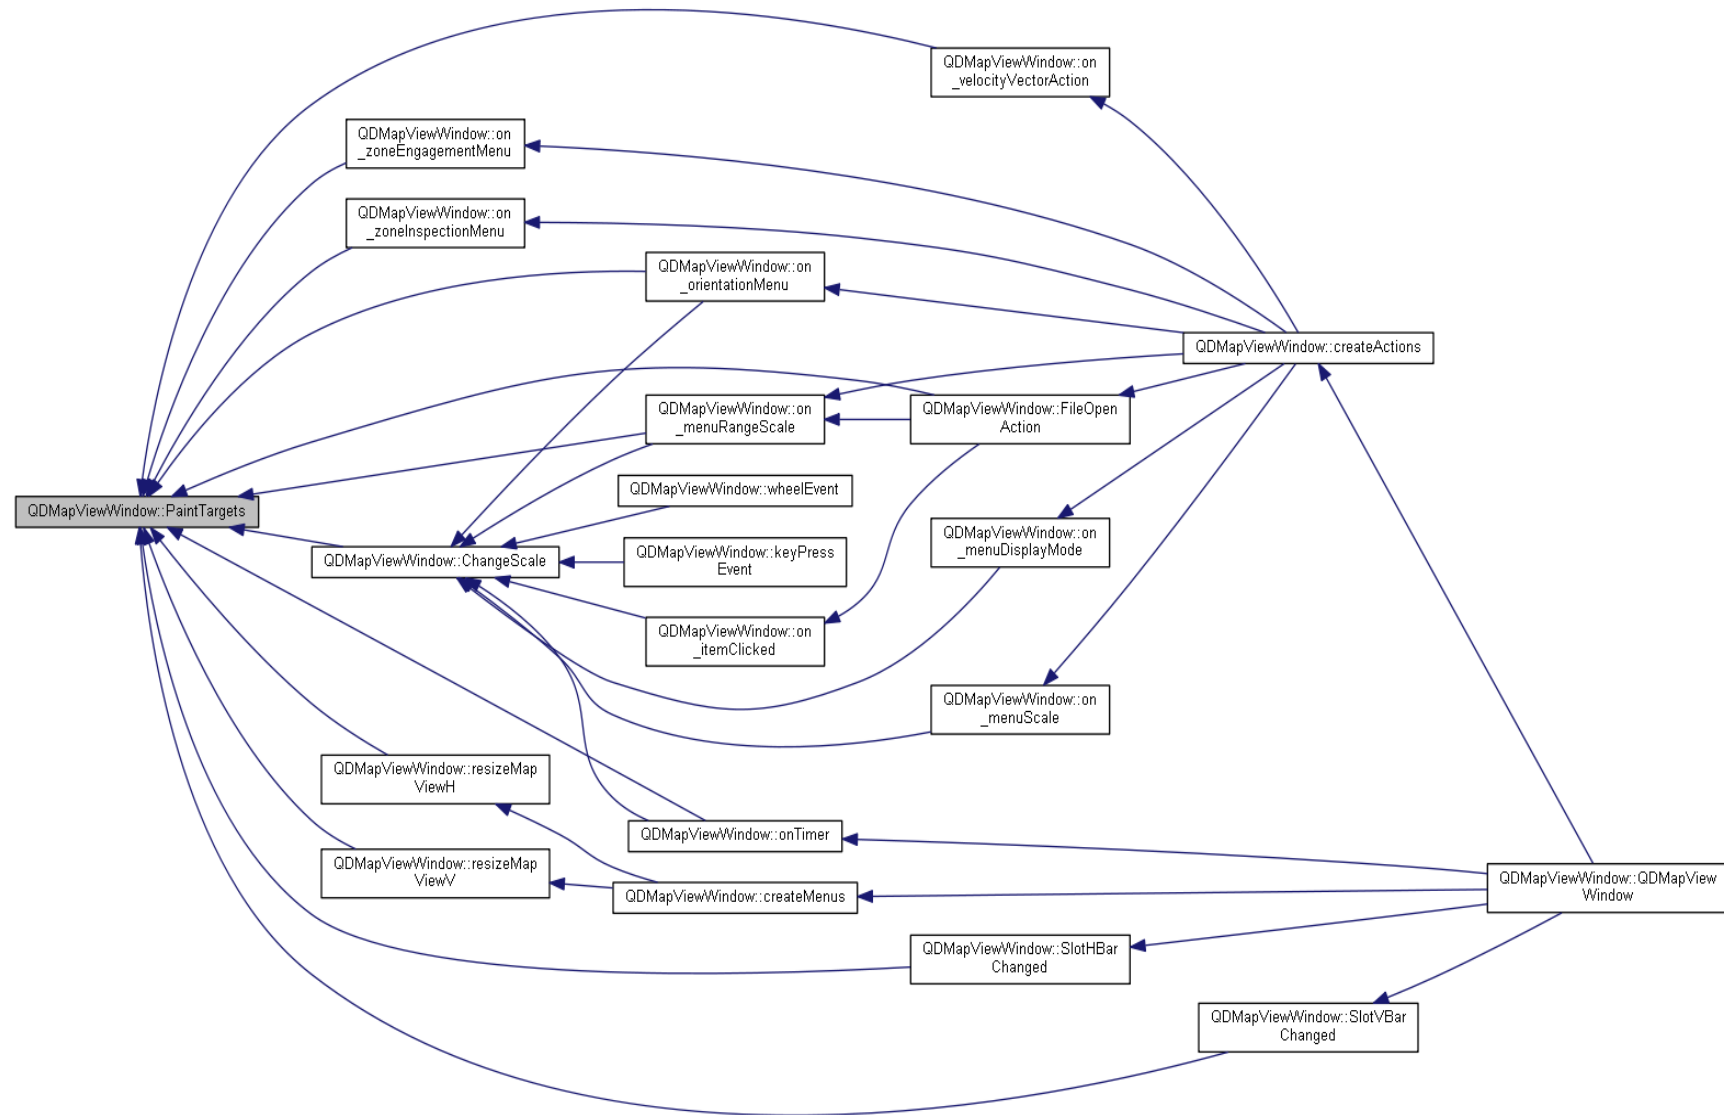 QDMapViewWindow::on
_velocityVectorAction
QDMapViewWindow::on
_zoneEngagementMenu
QDMapViewWindow::on
_zoneInspectionMenu
QDMapViewWindow::on
_orientationMenu
QDMapViewWindow::createActions
QDMapViewWindow::on
_menuRangeScale
QDMapViewWindow::FileOpen
Action
QDMapViewWindow::wheelEvent
QDMapViewWindow::PaintTargets
QDMapViewWindow::ChangeScale
QDMapViewWindow::keyPress
Event
QDMapViewWindow::on
_menuDisplayMode
QDMapViewWindow::on
_itemClicked
QDMapViewWindow::on
_menuScale
QDMapViewWindow::resizeMap
ViewH
QDMapViewWindow::onTimer
QDMapViewWindow::resizeMap
ViewV
QDMapViewWindow::createMenus
QDMapViewWindow::QDMapView
Window
QDMapViewWindow::SlotHBar
Changed
QDMapViewWindow::SlotVBar
Changed